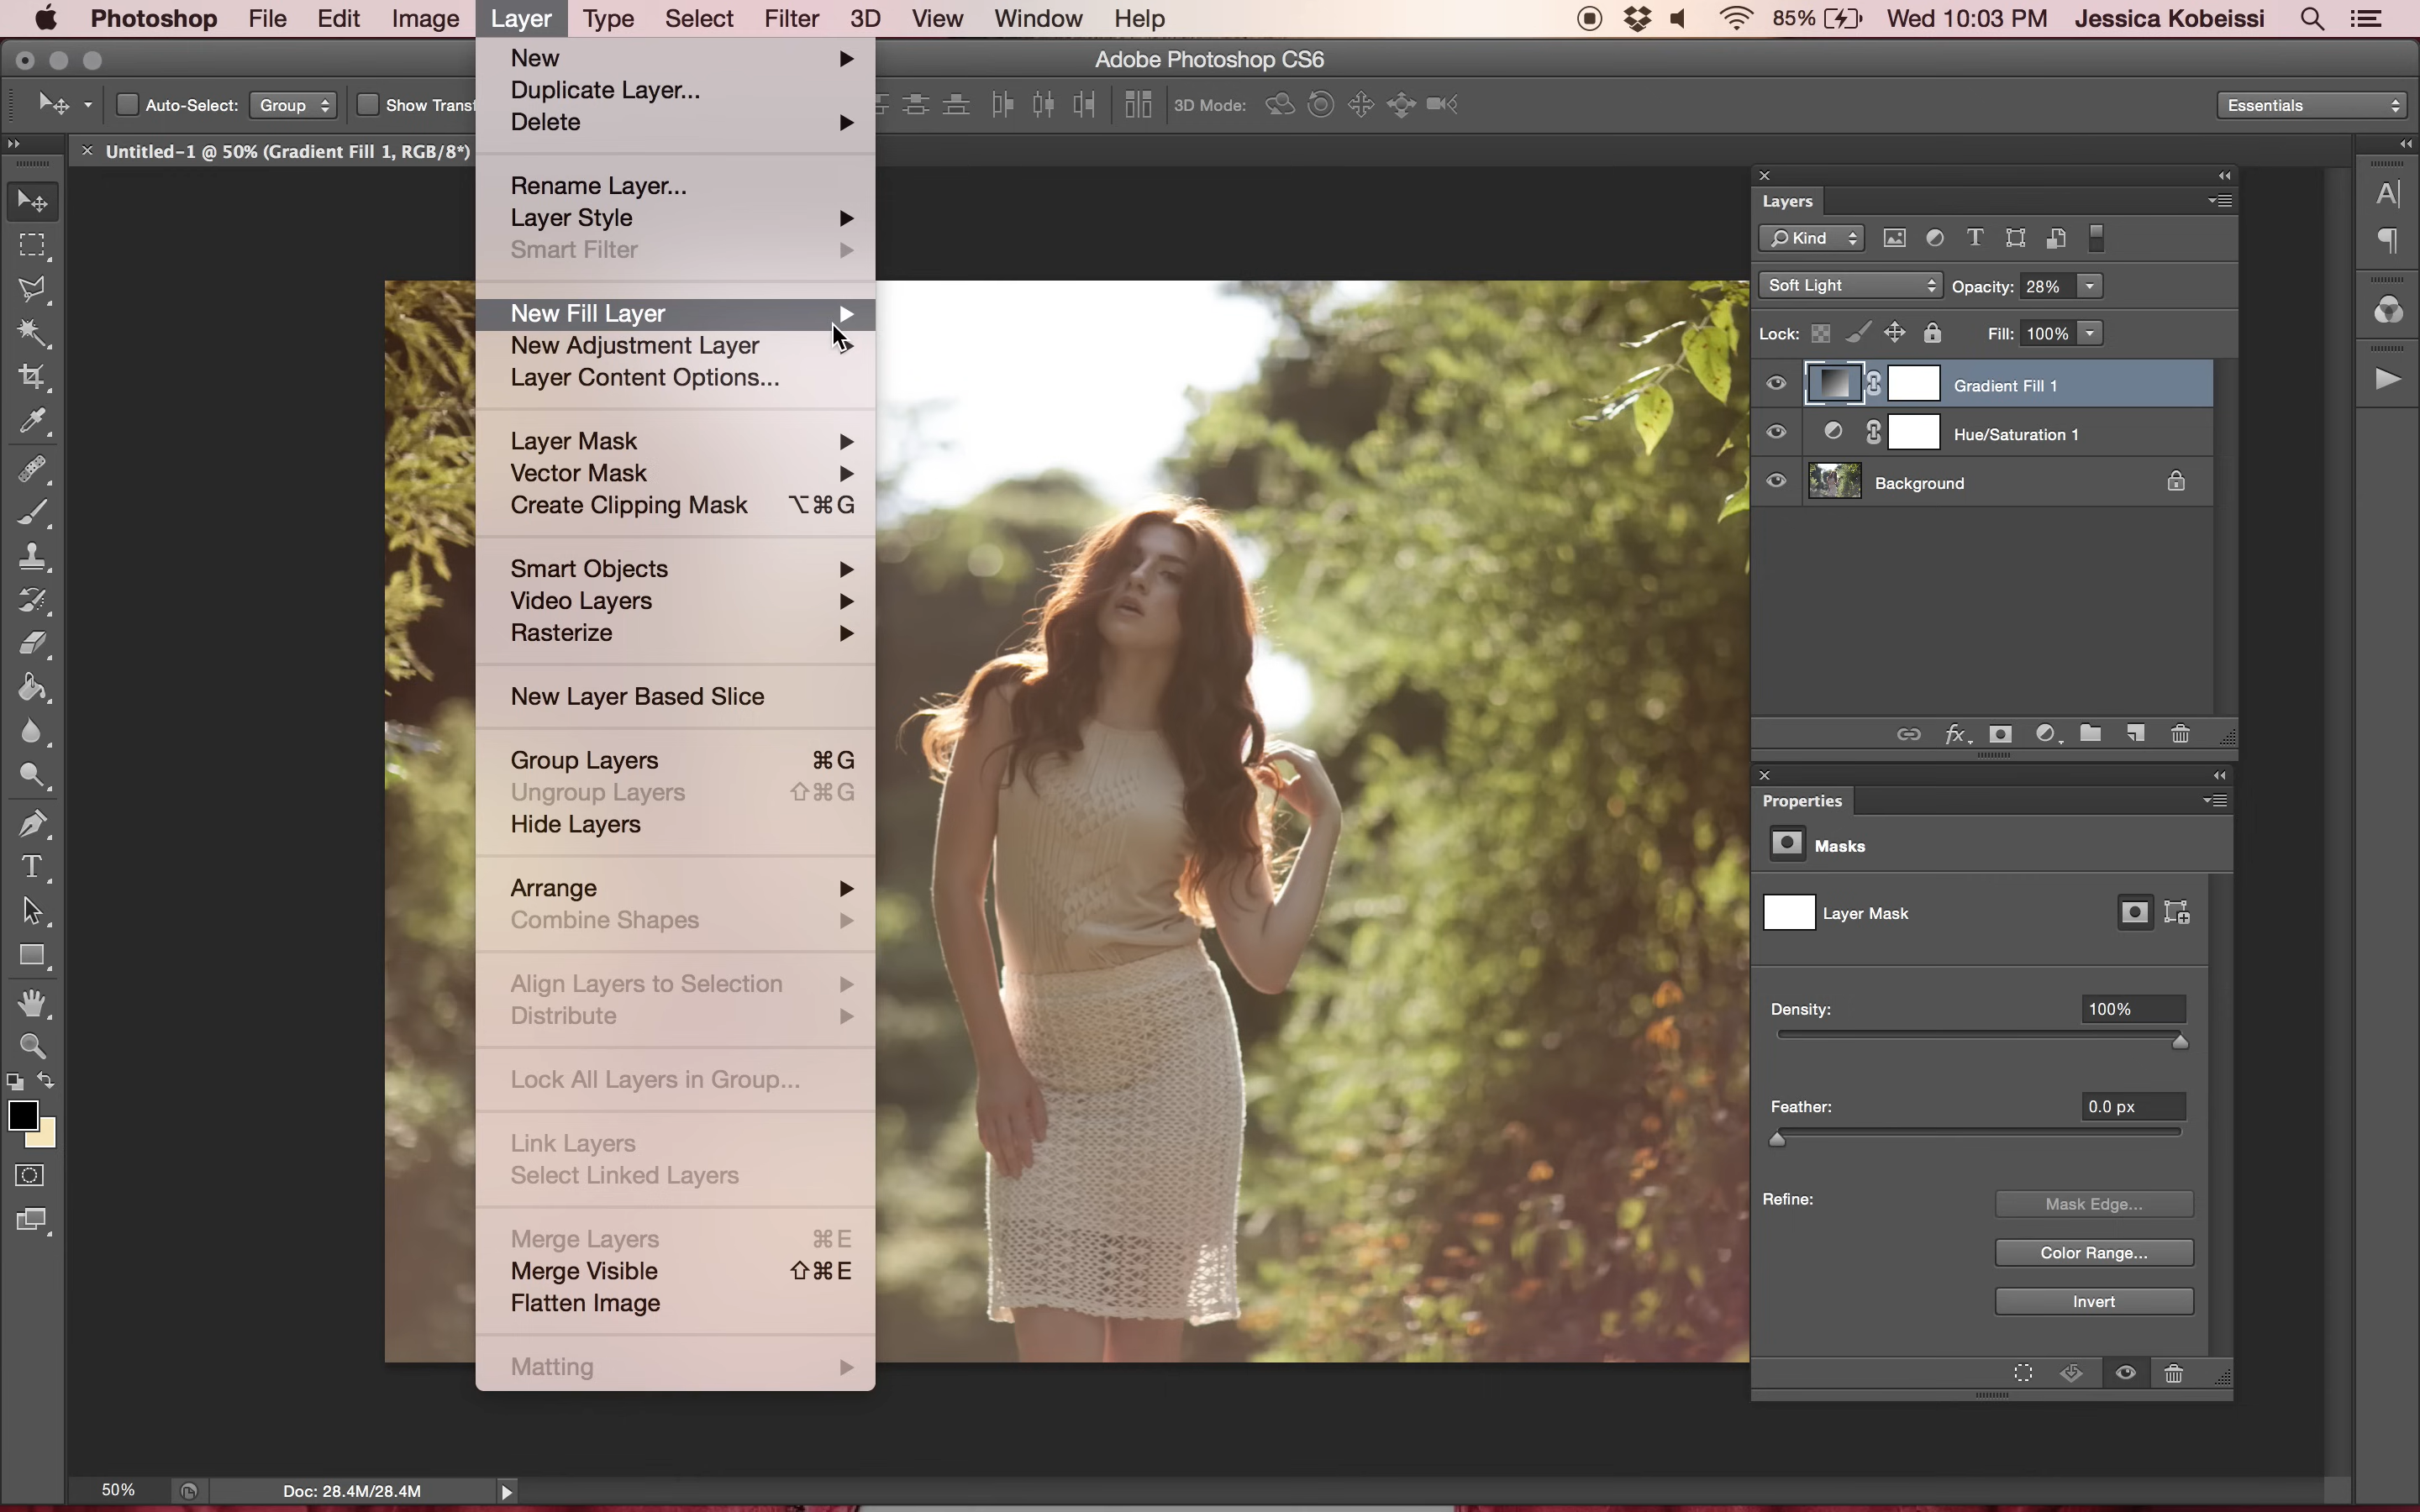 Photoshop File Edit Image Layer Type Select Filter 3D View Window Help 85% Wed 10:03 PM Jessica Kobeissi
Adobe Photoshop CS6
Auto-Select: Group Show Transf 3D Mode: Essentials
× Untitled-1 @ 50% (Gradient Fill 1, RGB/8*)
New
Duplicate Layer...
Delete
Rename Layer...
Layer Style
Smart Filter
New Fill Layer
New Adjustment Layer
Layer Content Options...
Layer Mask
Vector Mask
Create Clipping Mask ⌥⌘G
Smart Objects
Video Layers
Rasterize
New Layer Based Slice
Group Layers ⌘G
Ungroup Layers ⇧⌘G
Hide Layers
Arrange
Combine Shapes
Align Layers to Selection
Distribute
Lock All Layers in Group...
Link Layers
Select Linked Layers
Merge Layers ⌘E
Merge Visible ⇧⌘E
Flatten Image
Matting
Layers
Kind
Soft Light Opacity: 28%
Lock: Fill: 100%
Gradient Fill 1
Hue/Saturation 1
Background
fx
Properties
Masks
Layer Mask
Density: 100%
Feather: 0.0 px
Refine: Mask Edge...
Color Range...
Invert
50% Doc: 28.4M/28.4M